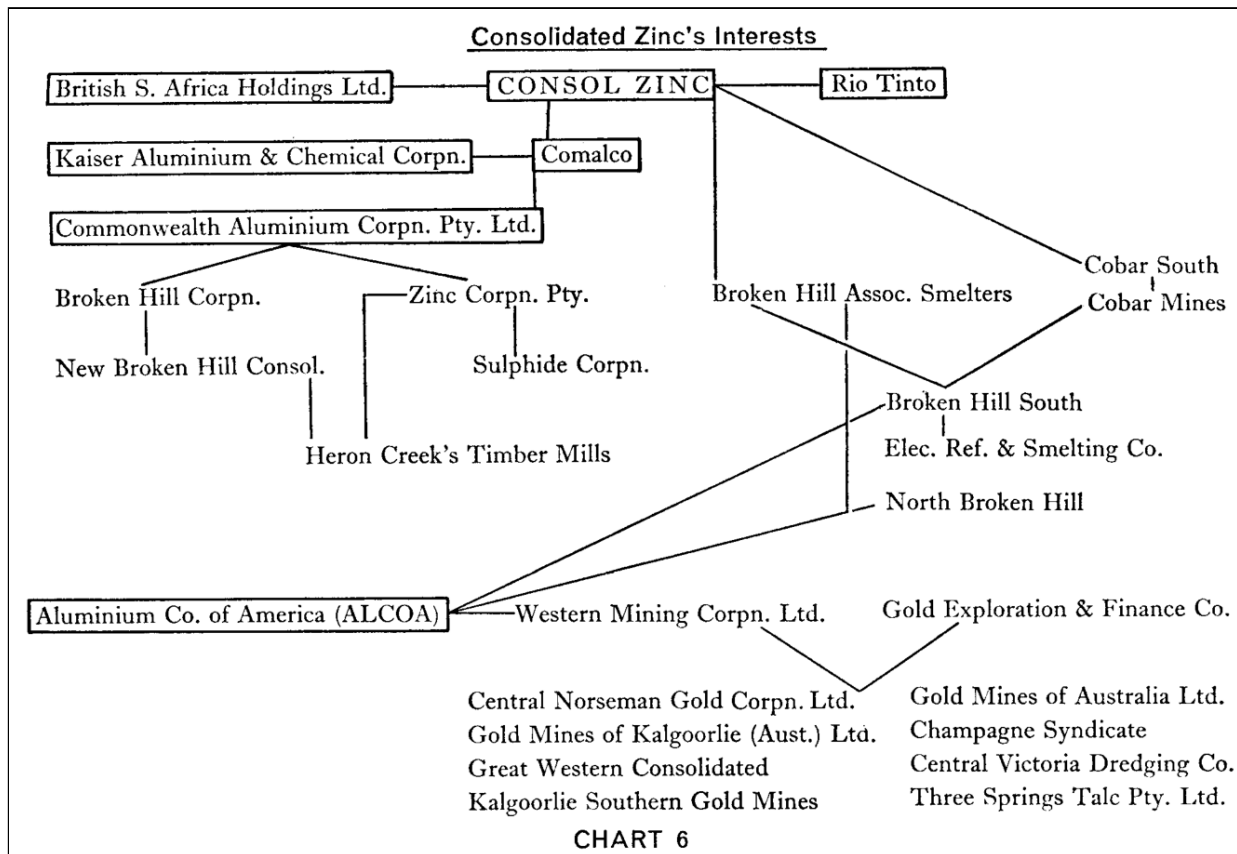 Consolidated Zinc's Interests
British S. Africa Holdings Ltd.
CONSOL ZINC
Rio Tinto
Kaiser Aluminium & Chemical Corpn.
Comalco
Commonwealth Aluminium Corpn. Pty. Ltd.
Cobar South
Broken Hill Corpn.
Zinc Corpn. Pty.
Broken Hill Assoc. Smelters
Cobar Mines
New Broken Hill Consol.
Sulphide Corpn.
Broken Hill South
Heron Creek's Timber Mills
Elec. Ref. & Smelting Co.
North Broken Hill
Aluminium Co. of America (ALCOA)
Western Mining Corpn. Ltd.
Gold Exploration & Finance Co.
Central Norseman Gold Corpn. Ltd.
Gold Mines of Kalgoorlie (Aust.) Ltd.
Great Western Consolidated
Kalgoorlie Southern Gold Mines
Gold Mines of Australia Ltd.
Champagne Syndicate
Central Victoria Dredging Co.
Three Springs Talc Pty. Ltd.
CHART 6